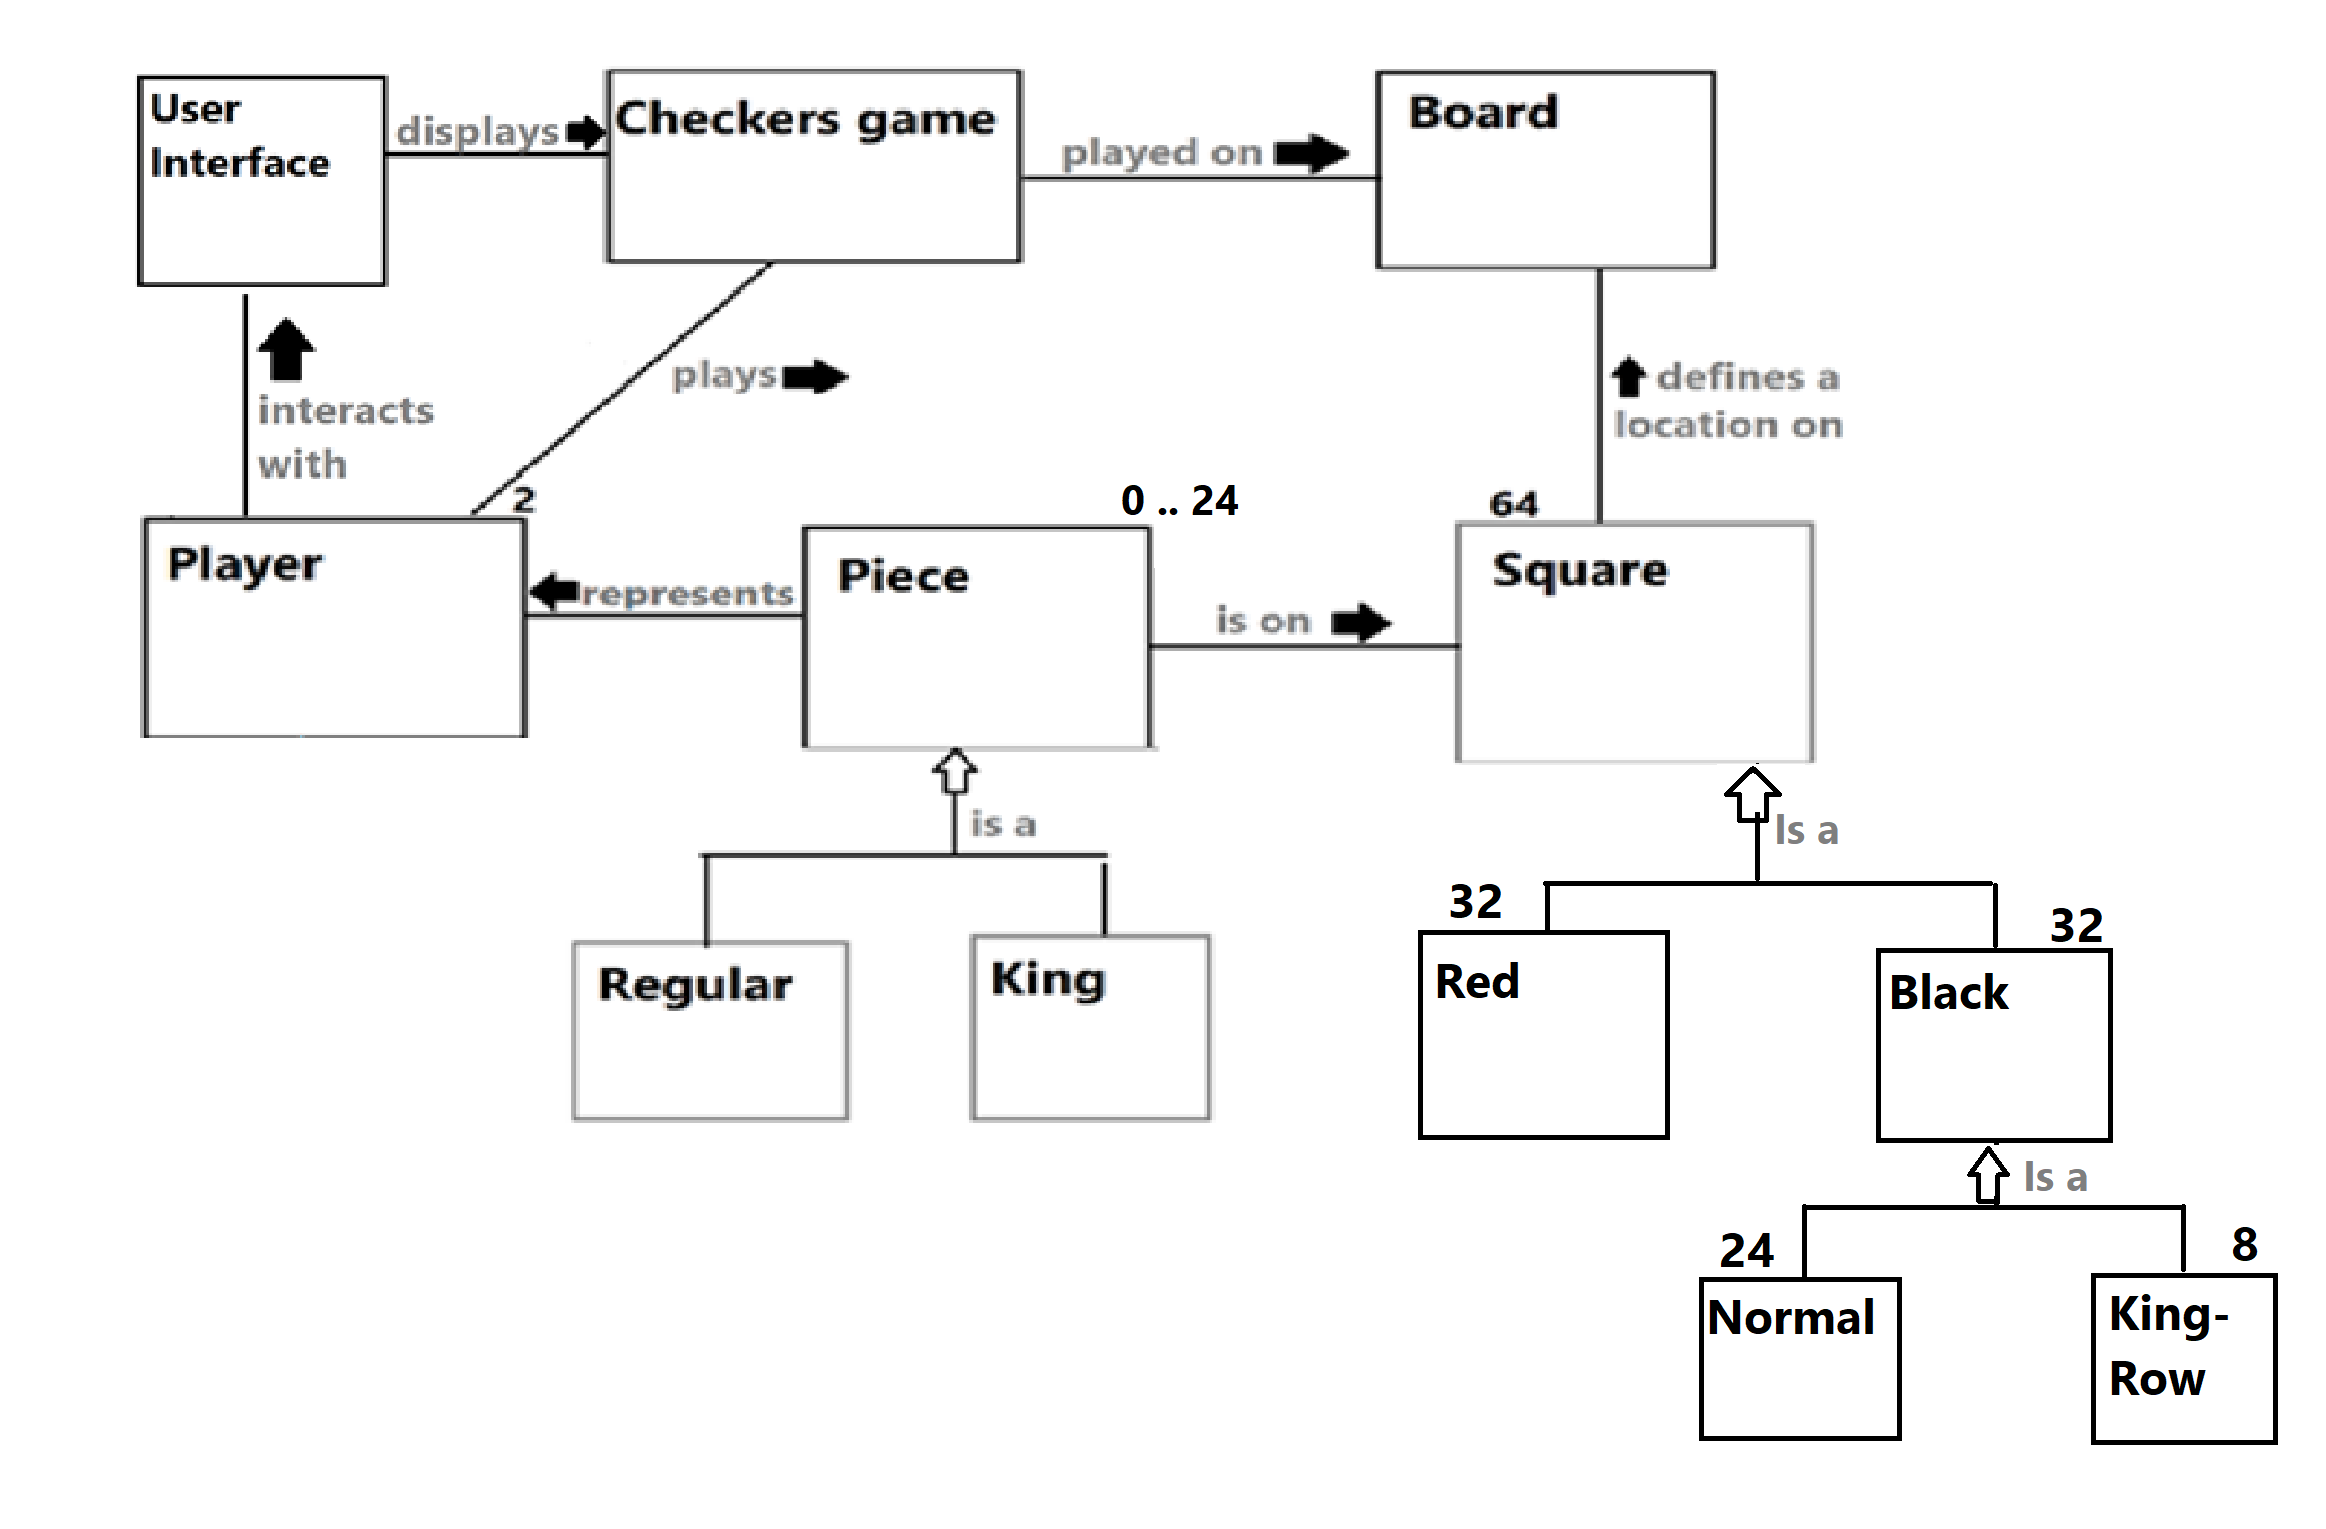 User
Interface
displays
Checkers game
played on
Board
interacts
with
plays
defines a
location on
2
0 .. 24
64
Player
represents
Piece
is on
Square
is a
Is a
32
32
Regular
King
Red
Black
Is a
24
8
Normal
King-
Row